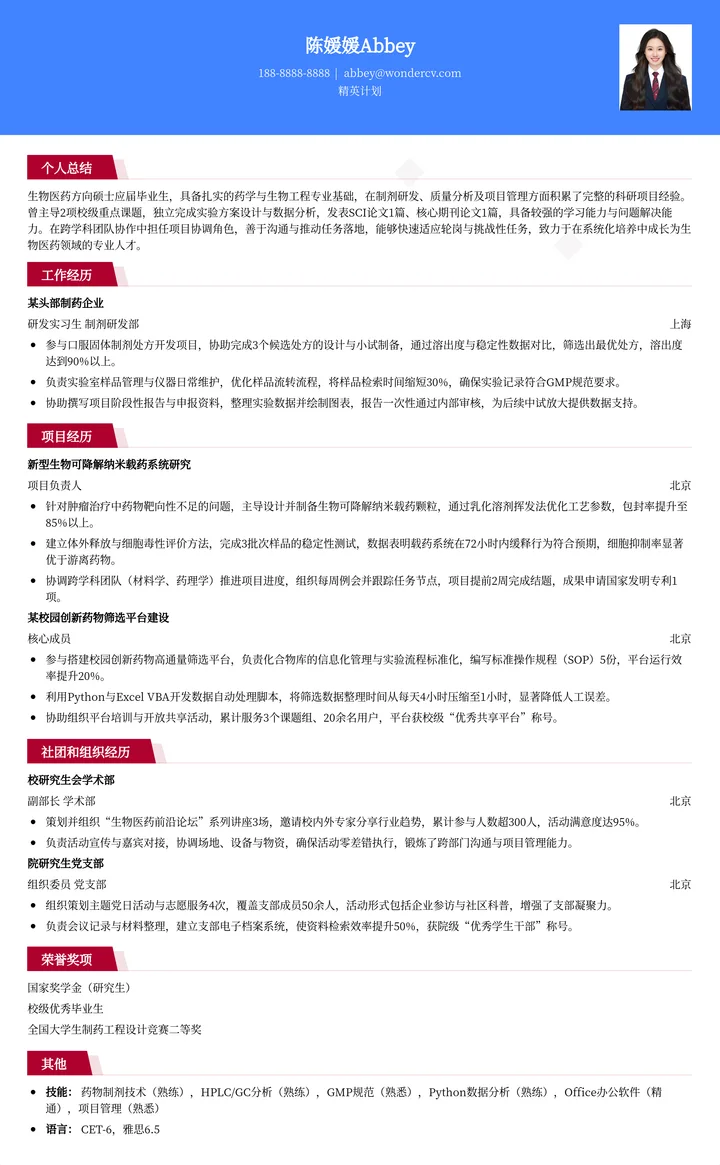 陈媛媛Abbey
188-8888-8888 | abbey@wondercv.com
精英计划
个人总结
生物医药方向硕士应届毕业生，具备扎实的药学与生物工程专业基础，在制剂研发、质量分析及项目管理方面积累了完整的科研项目经验。
曾主导2项校级重点课题，独立完成实验方案设计与数据分析，发表SCI论文1篇、核心期刊论文1篇，具备较强的学习能力与问题解决能
力。在跨学科团队协作中担任项目协调角色，善于沟通与推动任务落地，能够快速适应轮岗与挑战性任务，致力于在系统化培养中成长为生
物医药领域的专业人才。
工作经历
某头部制药企业
研发实习生 制剂研发部 上海
• 参与口服固体制剂处方开发项目，协助完成3个候选处方的设计与小试制备，通过溶出度与稳定性数据对比，筛选出最优处方，溶出度
达到90%以上。
• 负责实验室样品管理与仪器日常维护，优化样品流转流程，将样品检索时间缩短30%，确保实验记录符合GMP规范要求。
• 协助撰写项目阶段性报告与申报资料，整理实验数据并绘制图表，报告一次性通过内部审核，为后续中试放大提供数据支持。
项目经历
新型生物可降解纳米载药系统研究
项目负责人 北京
• 针对肿瘤治疗中药物靶向性不足的问题，主导设计并制备生物可降解纳米载药颗粒，通过乳化溶剂挥发法优化工艺参数，包封率提升至
85%以上。
• 建立体外释放与细胞毒性评价方法，完成3批次样品的稳定性测试，数据表明载药系统在72小时内缓释行为符合预期，细胞抑制率显著
优于游离药物。
• 协调跨学科团队（材料学、药理学）推进项目进度，组织每周例会并跟踪任务节点，项目提前2周完成结题，成果申请国家发明专利1
项。
某校园创新药物筛选平台建设
核心成员 北京
• 参与搭建校园创新药物高通量筛选平台，负责化合物库的信息化管理与实验流程标准化，编写标准操作规程（SOP）5份，平台运行效
率提升20%。
• 利用Python与Excel VBA开发数据自动处理脚本，将筛选数据整理时间从每天4小时压缩至1小时，显著降低人工误差。
• 协助组织平台培训与开放共享活动，累计服务3个课题组、20余名用户，平台获校级“优秀共享平台”称号。
社团和组织经历
校研究生会学术部
副部长 学术部 北京
• 策划并组织“生物医药前沿论坛”系列讲座3场，邀请校内外专家分享行业趋势，累计参与人数超300人，活动满意度达95%。
• 负责活动宣传与嘉宾对接，协调场地、设备与物资，确保活动零差错执行，锻炼了跨部门沟通与项目管理能力。
院研究生党支部
组织委员 党支部 北京
• 组织策划主题党日活动与志愿服务4次，覆盖支部成员50余人，活动形式包括企业参访与社区科普，增强了支部凝聚力。
• 负责会议记录与材料整理，建立支部电子档案系统，使资料检索效率提升50%，获院级“优秀学生干部”称号。
荣誉奖项
国家奖学金（研究生）
校级优秀毕业生
全国大学生制药工程设计竞赛二等奖
其他
• 技能： 药物制剂技术（熟练），HPLC/GC分析（熟练），GMP规范（熟悉），Python数据分析（熟练），Office办公软件（精
通），项目管理（熟悉）
• 语言： CET-6，雅思6.5